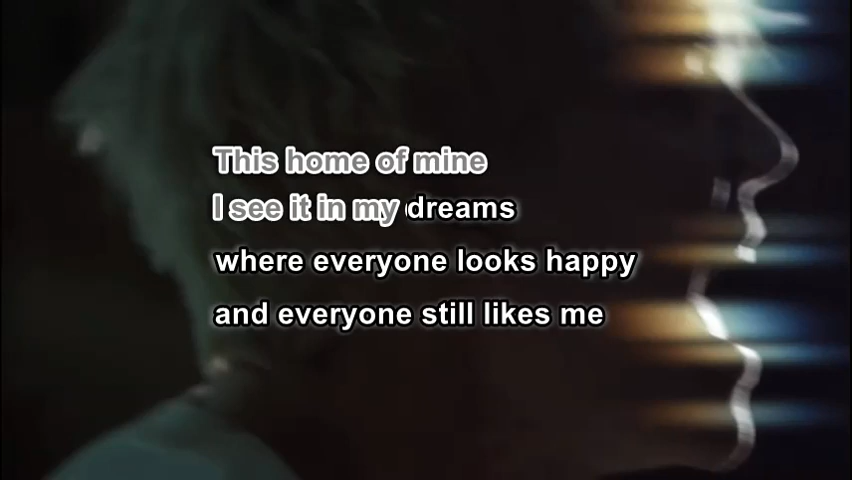 This home of mine
I see it in my dreams
where everyone looks happy
and everyone still likes me